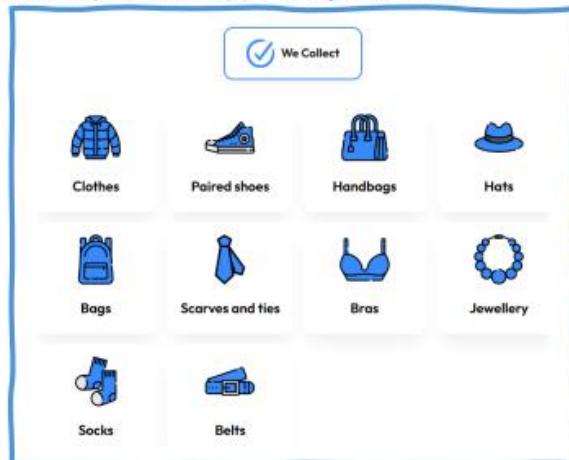 We Collect
Clothes Paired shoes Handbags Hats
Bags Scarves and ties Bras Jewellery
Socks Belts